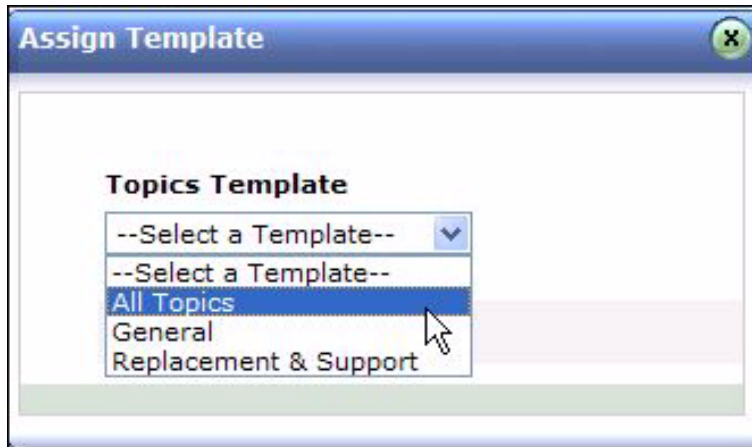 Assign Template
x
Topics Template
--Select a Template--
--Select a Template--
All Topics
General
Replacement & Support